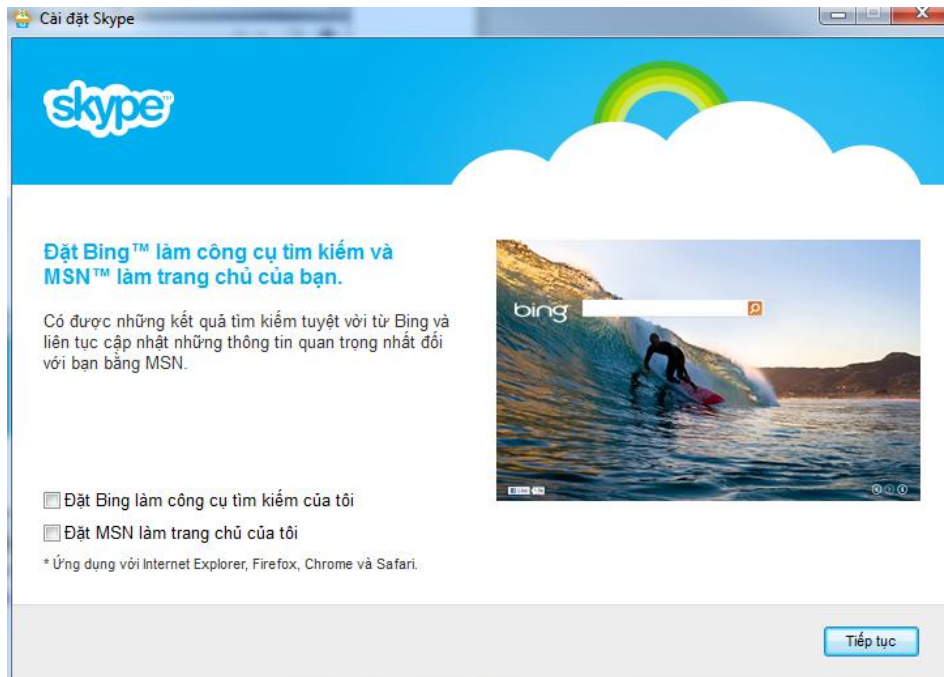 Cài đặt Skype
skype™
Đặt Bing™ làm công cụ tìm kiếm và
MSN™ làm trang chủ của bạn.
Có được những kết quả tìm kiếm tuyệt vời từ Bing và
liên tục cập nhật những thông tin quan trọng nhất đối
với bạn bằng MSN.
bing
Đặt Bing làm công cụ tìm kiếm của tôi
Đặt MSN làm trang chủ của tôi
* Ứng dụng với Internet Explorer, Firefox, Chrome và Safari.
Tiếp tục